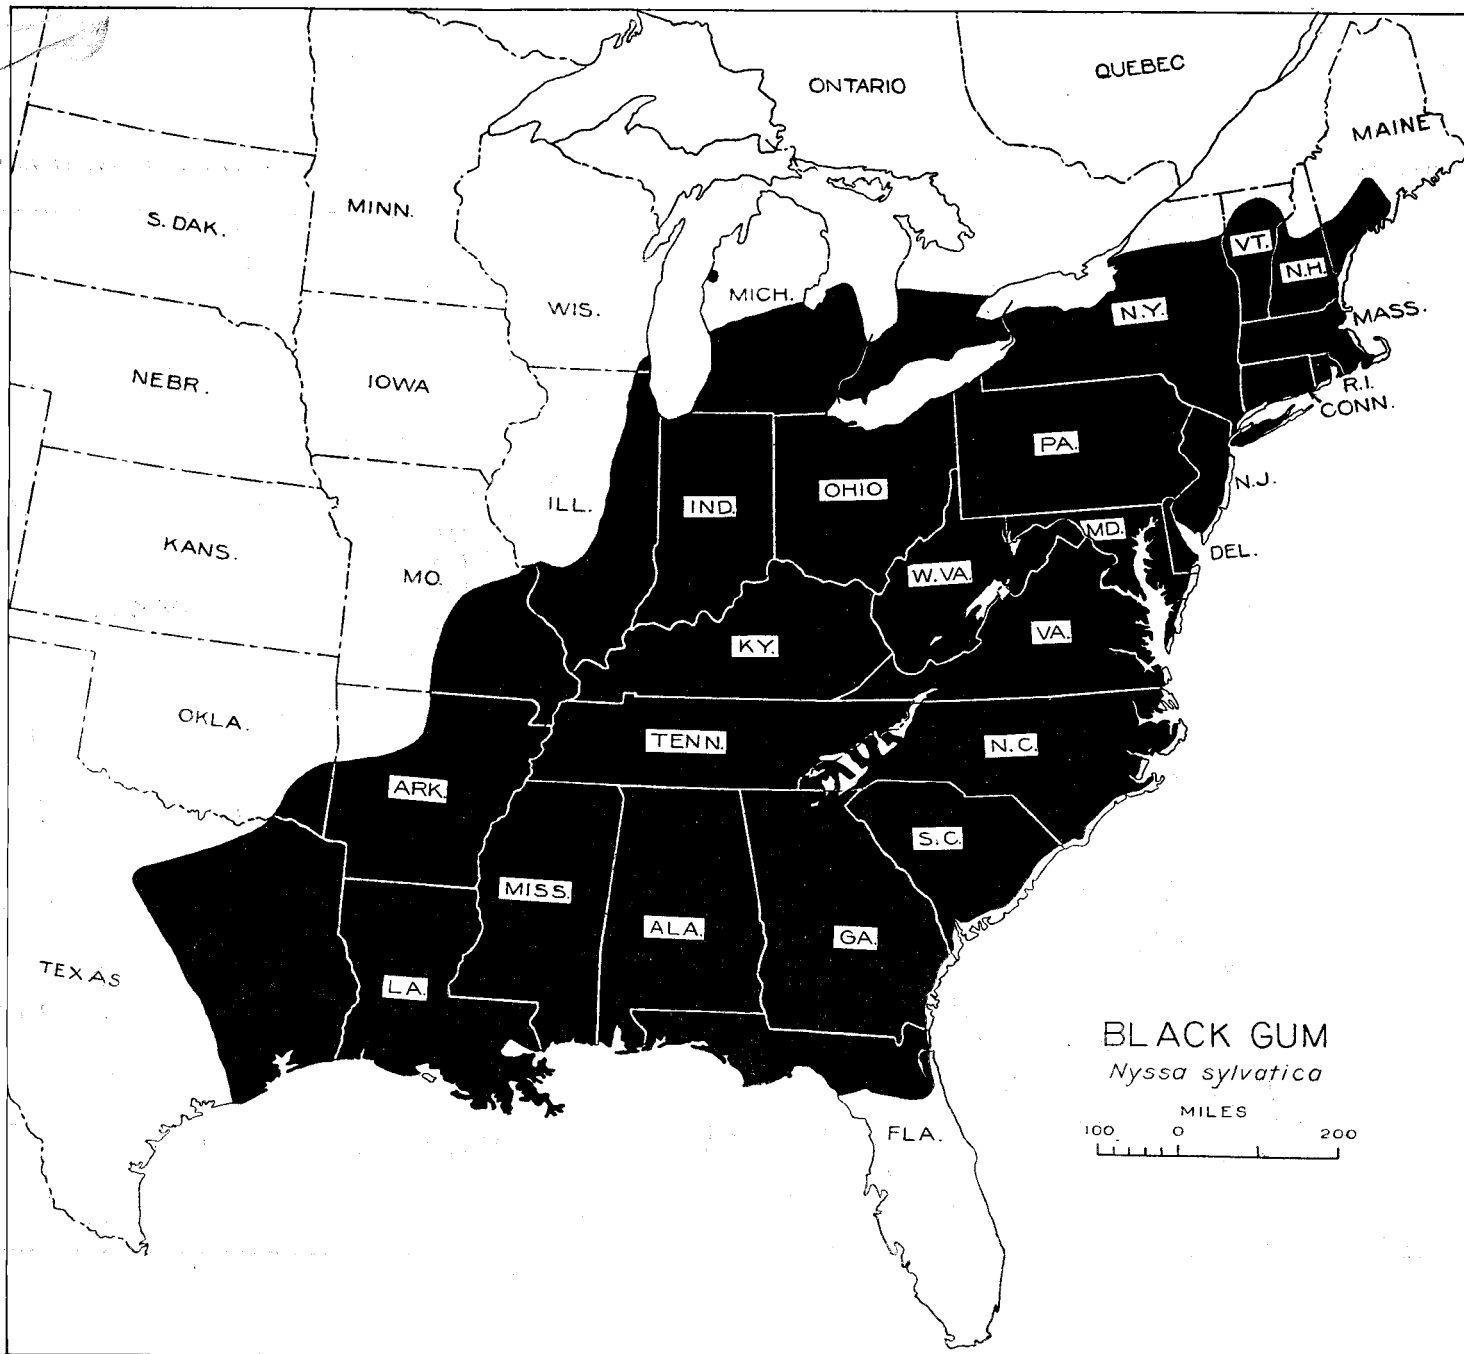 ONTARIO
QUEBEC
MAINE
S. DAK.
MINN.
WIS.
MICH.
VT.
N.H.
N.Y.
MASS.
R.I.
CONN.
NEBR.
IOWA
ILL.
IND.
OHIO
PA.
N.J.
KANS.
MO.
MD.
DEL.
W.VA.
VA.
KY.
OKLA.
TENN.
N.C.
ARK.
S.C.
MISS.
ALA.
GA.
TEXAS
LA.
FLA.
BLACK GUM
Nyssa sylvatica
MILES
100 0 200